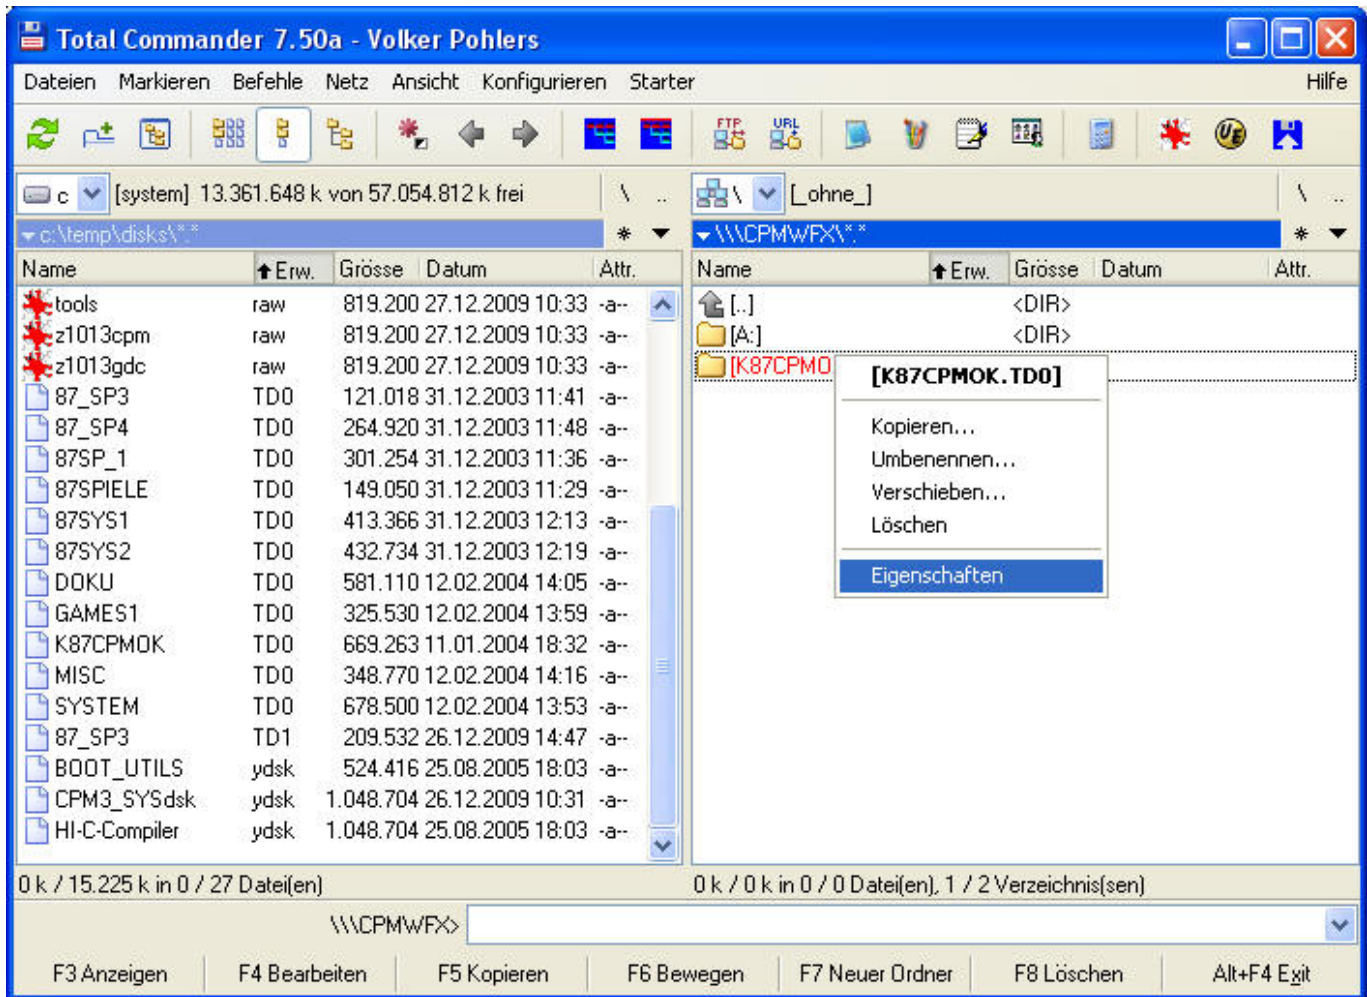 Total Commander 7.50a - Volker Pohlers
Dateien Markieren Befehle Netz Ansicht Konfigurieren Starter Hilfe
FTP URL UE
c [system] 13.361.648 k von 57.054.812 k frei \ ..
\ [_ohne_] \ ..
c:\temp\disks\*.* * 
\\\CPMWFX\*.* *
Name Erw. Grösse Datum Attr.
tools raw 819.200 27.12.2009 10:33 -a--
z1013cpm raw 819.200 27.12.2009 10:33 -a--
z1013gdc raw 819.200 27.12.2009 10:33 -a--
87_SP3 TD0 121.018 31.12.2003 11:41 -a--
87_SP4 TD0 264.920 31.12.2003 11:48 -a--
87SP_1 TD0 301.254 31.12.2003 11:36 -a--
87SPIELE TD0 149.050 31.12.2003 11:29 -a--
87SYS1 TD0 413.366 31.12.2003 12:13 -a--
87SYS2 TD0 432.734 31.12.2003 12:19 -a--
DOKU TD0 581.110 12.02.2004 14:05 -a--
GAMES1 TD0 325.530 12.02.2004 13:59 -a--
K87CPMOK TD0 669.263 11.01.2004 18:32 -a--
MISC TD0 348.770 12.02.2004 14:16 -a--
SYSTEM TD0 678.500 12.02.2004 13:53 -a--
87_SP3 TD1 209.532 26.12.2009 14:47 -a--
BOOT_UTILS ydsk 524.416 25.08.2005 18:03 -a--
CPM3_SYSdsk ydsk 1.048.704 26.12.2009 10:31 -a--
HI-C-Compiler ydsk 1.048.704 25.08.2005 18:03 -a--
0 k / 15.225 k in 0 / 27 Datei(en)
Name Erw. Grösse Datum Attr.
[..] <DIR>
[A:] <DIR>
[K87CPMO
[K87CPMOK.TD0]
Kopieren...
Umbenennen...
Verschieben...
Löschen
Eigenschaften
0 k / 0 k in 0 / 0 Datei(en), 1 / 2 Verzeichnis(sen)
\\\CPMWFX>
F3 Anzeigen F4 Bearbeiten F5 Kopieren F6 Bewegen F7 Neuer Ordner F8 Löschen Alt+F4 Exit